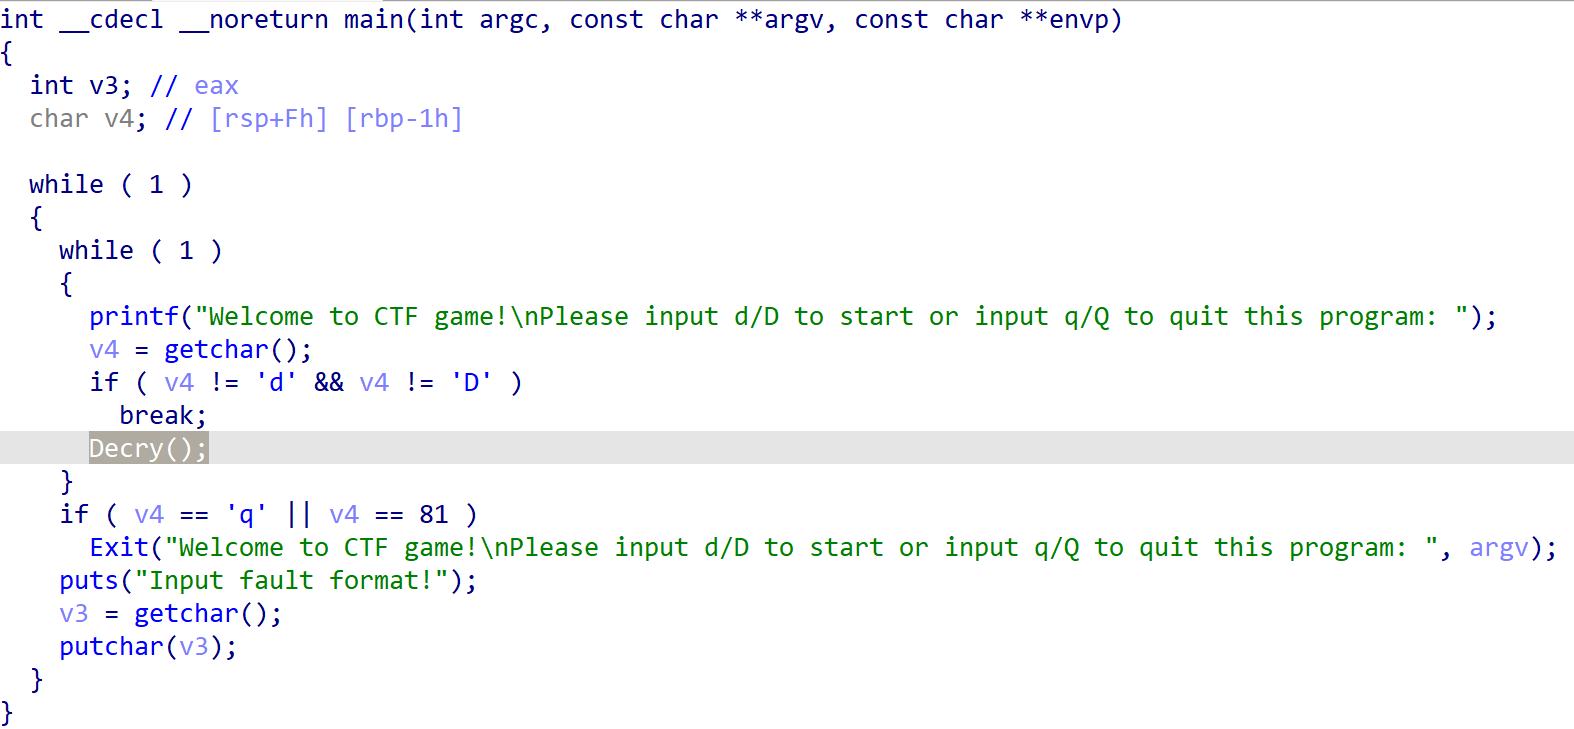 int __cdecl __noreturn main(int argc, const char **argv, const char **envp)
{
  int v3; // eax
  char v4; // [rsp+Fh] [rbp-1h]

  while ( 1 )
  {
    while ( 1 )
    {
      printf("Welcome to CTF game!\nPlease input d/D to start or input q/Q to quit this program: ");
      v4 = getchar();
      if ( v4 != 'd' && v4 != 'D' )
        break;
      Decry();
    }
    if ( v4 == 'q' || v4 == 81 )
      Exit("Welcome to CTF game!\nPlease input d/D to start or input q/Q to quit this program: ", argv);
    puts("Input fault format!");
    v3 = getchar();
    putchar(v3);
  }
}